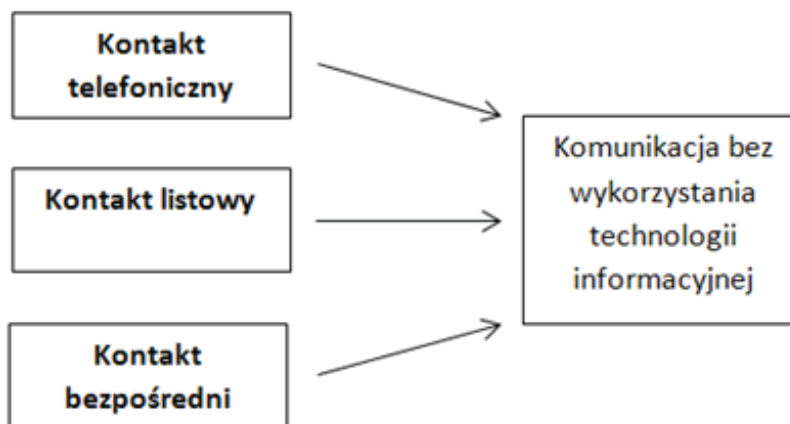 Kontakt
telefoniczny
Kontakt listowy
Kontakt
bezpośredni
Komunikacja bez
wykorzystania
technologii
informacyjnej